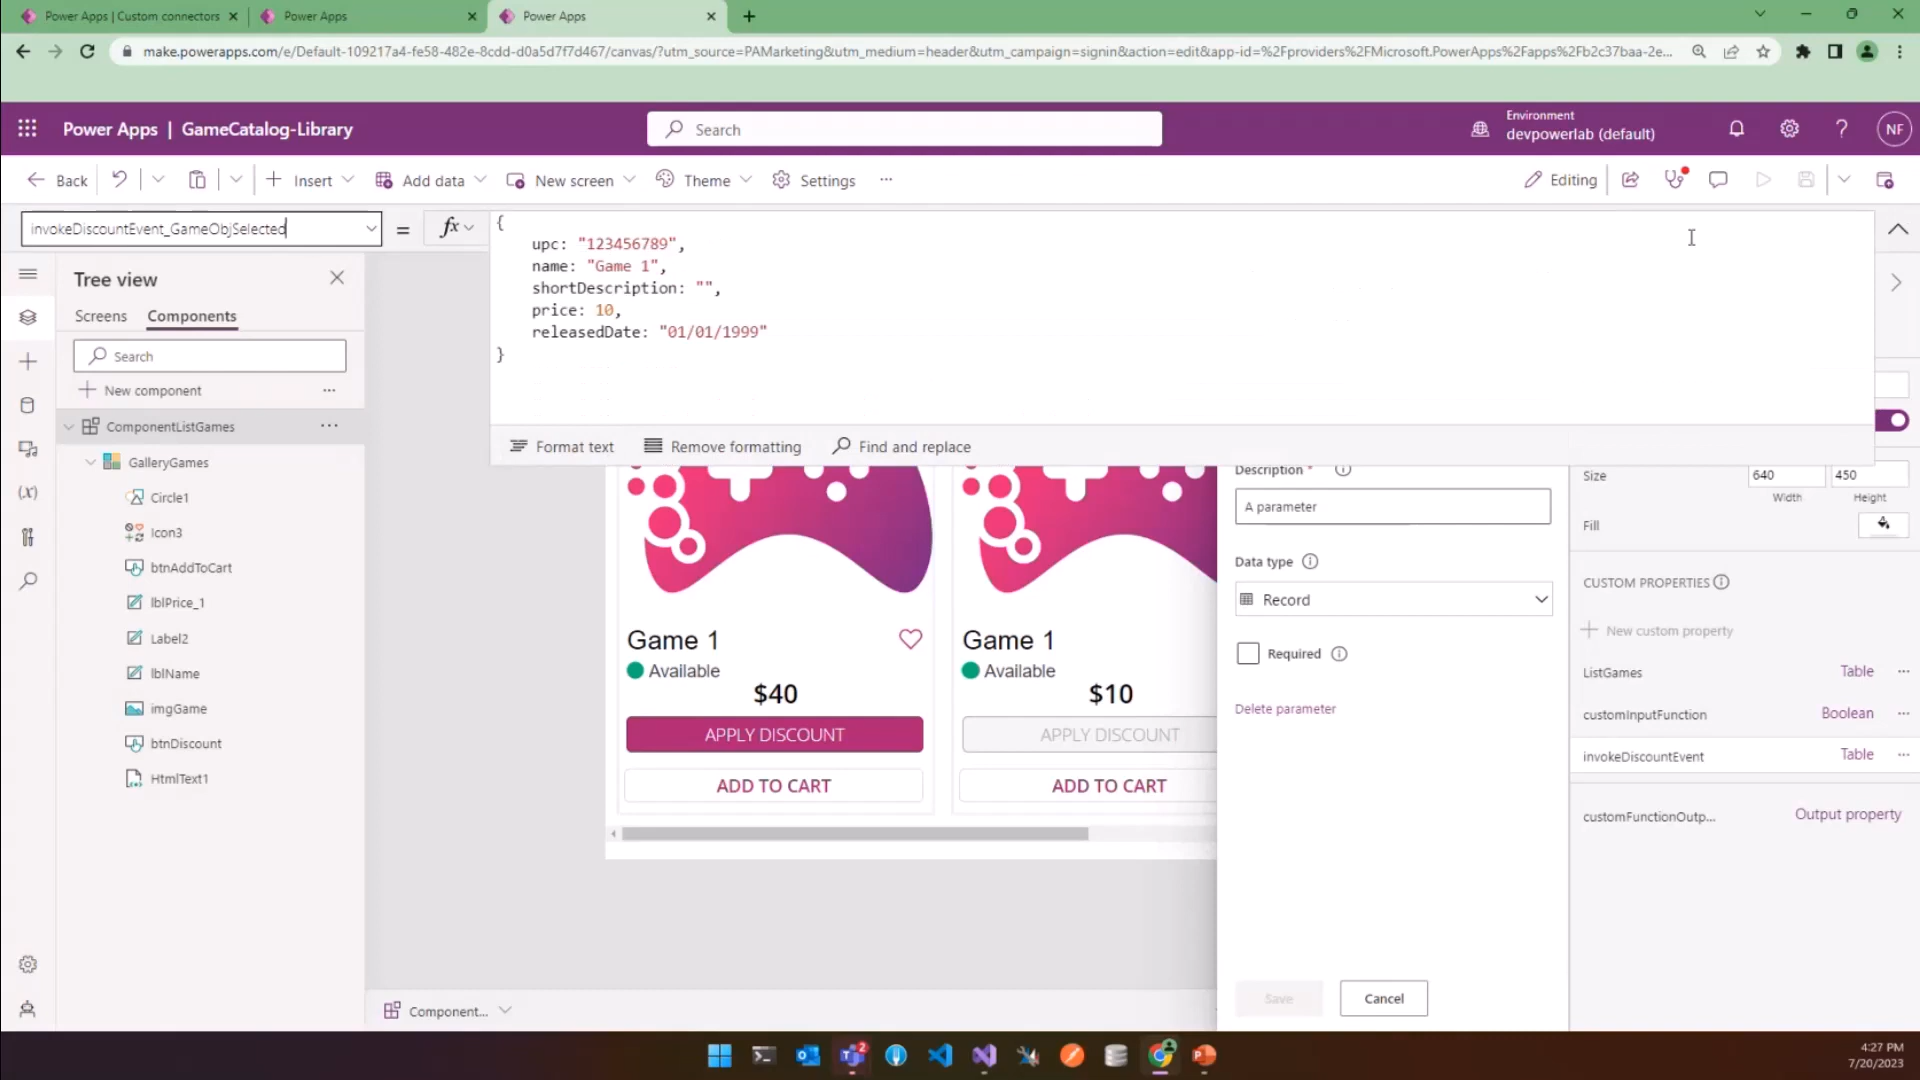 Power Apps | Custom connectors
Power Apps
Power Apps
make.powerapps.com/e/Default-109217a4-fe58-482e-8cdd-d0a5d7f7d467/canvas/?utm_source=PAMarketing&utm_medium=header&utm_campaign=signin&action=edit&app-id=%2Fproviders%2FMicrosoft.PowerApps%2Fapps%2Fb2c37baa-2e...
Power Apps | GameCatalog-Library
Search
Environment
devpowerlab (default)
NF
Back
Insert
Add data
New screen
Theme
Settings
Editing
invokeDiscountEvent_GameObjSelected
=
fx
{
upc: "123456789",
name: "Game 1",
shortDescription: "",
price: 10,
releasedDate: "01/01/1999"
}
Format text
Remove formatting
Find and replace
Tree view
Screens
Components
Search
New component
ComponentListGames
GalleryGames
Circle1
Icon3
btnAddToCart
lblPrice_1
Label2
lblName
imgGame
btnDiscount
HtmlText1
Game 1
Available
$40
APPLY DISCOUNT
ADD TO CART
Game 1
Available
$10
APPLY DISCOUNT
ADD TO CART
Component...
Description *
A parameter
Data type
Record
Required
Delete parameter
Save
Cancel
Size
640
450
Width
Height
Fill
CUSTOM PROPERTIES
New custom property
ListGames
Table
customInputFunction
Boolean
invokeDiscountEvent
Table
customFunctionOutp...
Output property
2
4:27 PM
7/20/2023